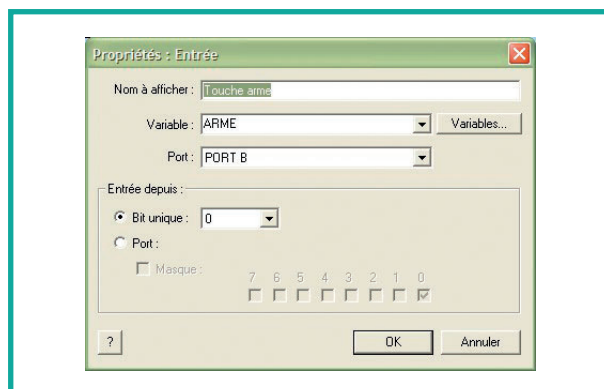 Propriétés : Entrée
Nom à afficher : Touche arme
Variable : ARME Variables...
Port : PORT B
Entrée depuis :
Bit unique : 0
Port :
Masque :
7 6 5 4 3 2 1 0
? OK Annuler